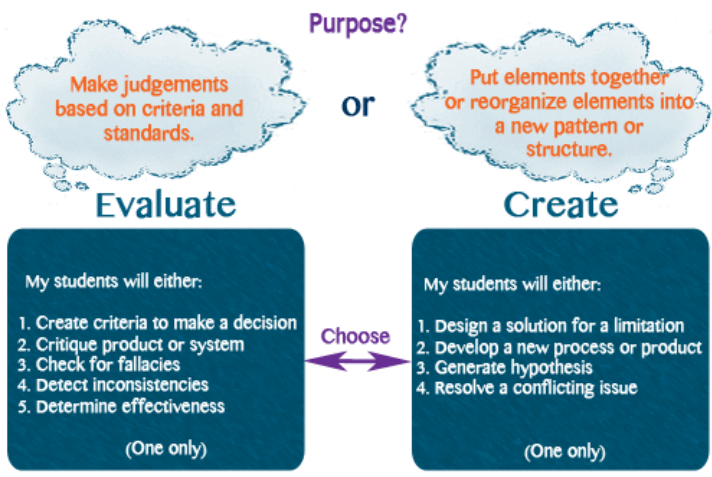 Purpose?
Make judgements
based on criteria and
standards.
or
Put elements together
or reorganize elements into
a new pattern or
structure.
Evaluate
Create
My students will either:
1. Create criteria to make a decision
2. Critique product or system
3. Check for fallacies
4. Detect inconsistencies
5. Determine effectiveness
(One only)
Choose
My students will either:
1. Design a solution for a limitation
2. Develop a new process or product
3. Generate hypothesis
4. Resolve a conflicting issue
(One only)